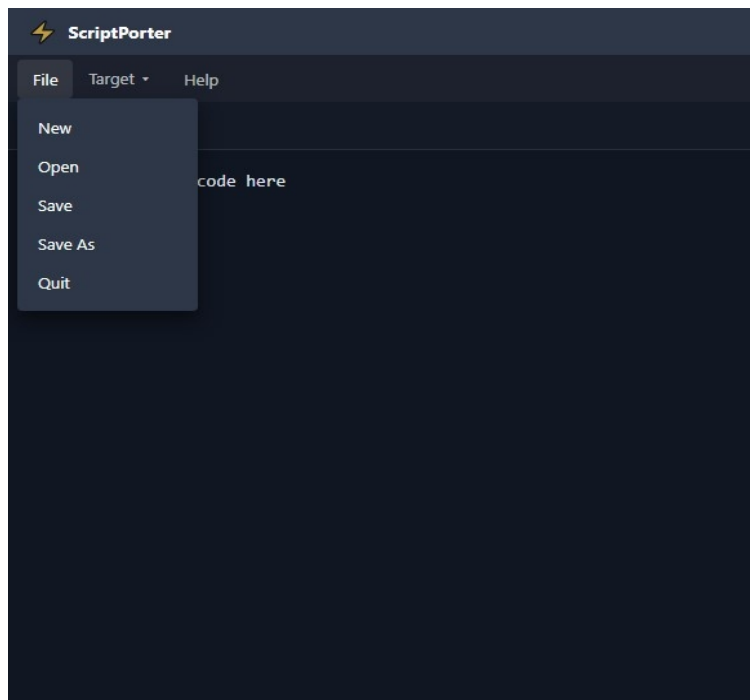 ScriptPorter
File Target Help
New
Open
code here
Save
Save As
Quit